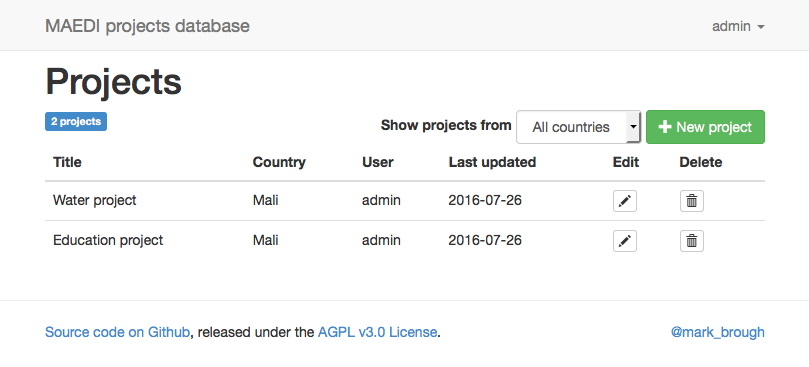 MAEDI projects database admin
Projects
2 projects
Show projects from All countries New project
Title Country User Last updated Edit Delete
Water project Mali admin 2016-07-26
Education project Mali admin 2016-07-26
Source code on Github, released under the AGPL v3.0 License. @mark_brough